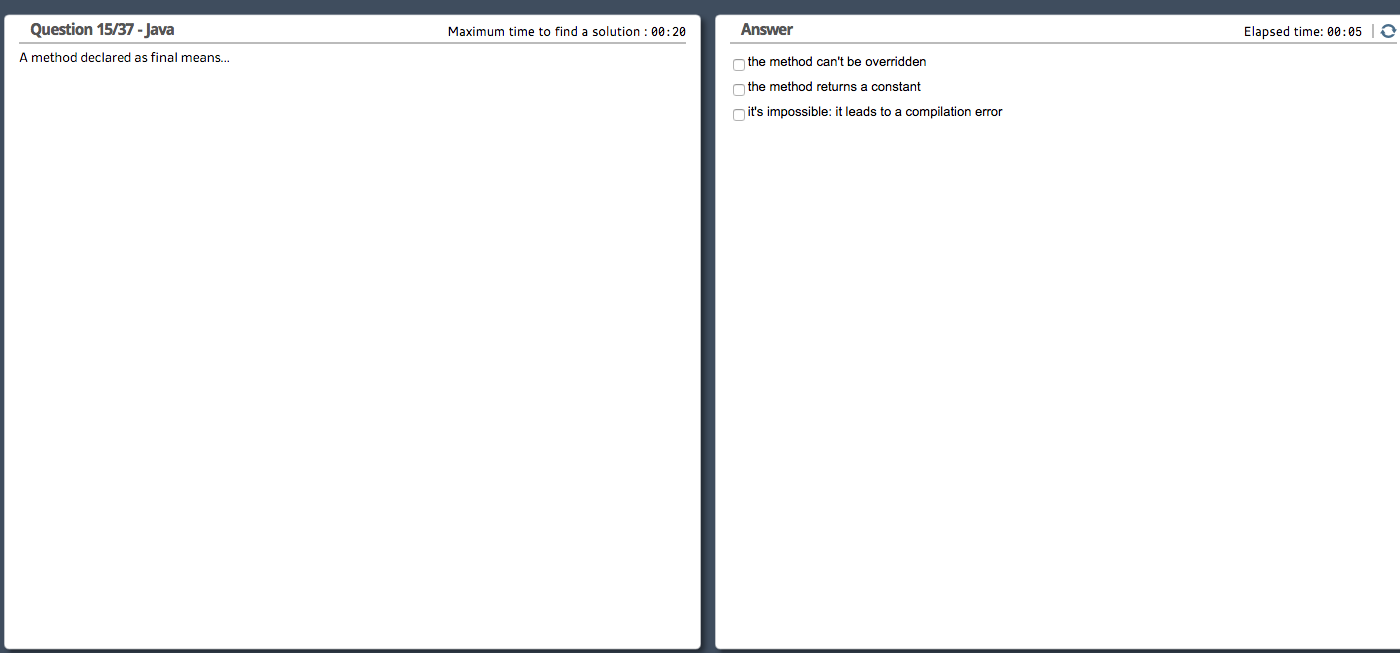 Question 15/37 - Java
Maximum time to find a solution : 00:20
A method declared as final means...
Answer
Elapsed time: 00:05
the method can't be overridden
the method returns a constant
it's impossible: it leads to a compilation error